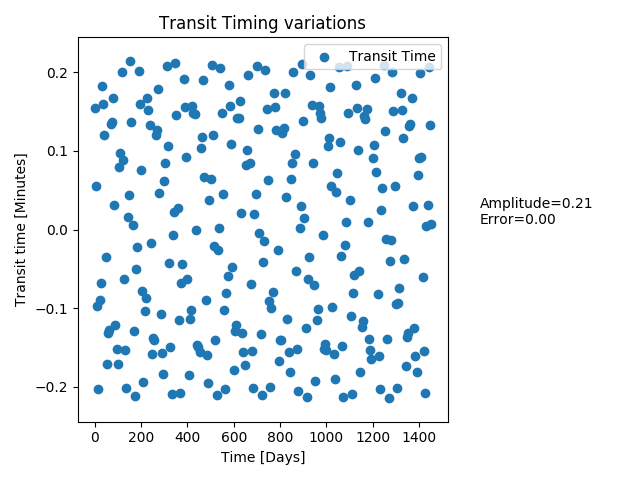 Transit Timing variations
Transit Time
Transit time [Minutes]
0.2
0.1
0.0
−0.1
−0.2
0
200
400
600
800
1000
1200
1400
Time [Days]
Amplitude=0.21
Error=0.00